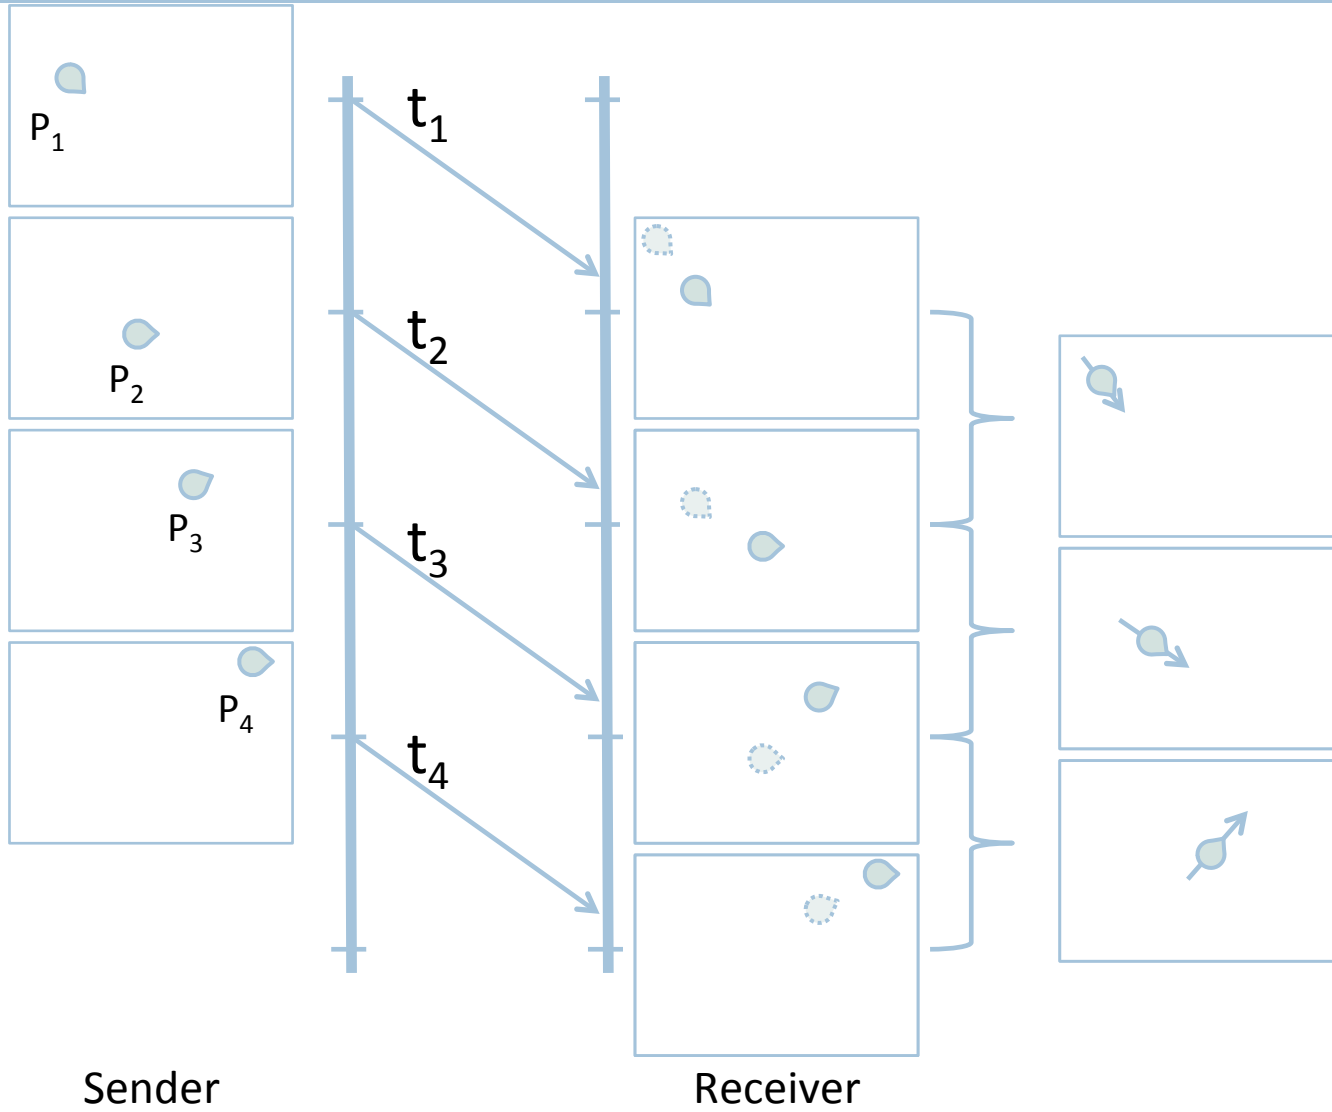 P₁
t₁
P₂
t₂
P₃
t₃
P₄
t₄
Sender
Receiver